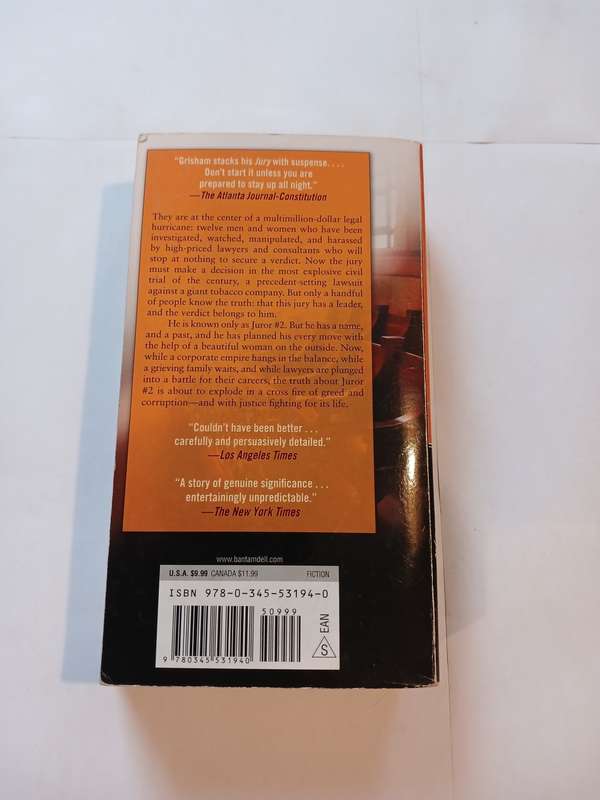 “Grisham stacks his Jury with suspense. . . .
Don't start it unless you are
prepared to stay up all night.”
—The Atlanta Journal-Constitution
They are at the center of a multimillion-dollar legal
hurricane: twelve men and women who have been
investigated, watched, manipulated, and harassed
by high-priced lawyers and consultants who will
stop at nothing to secure a verdict. Now the jury
must make a decision in the most explosive civil
trial of the century, a precedent-setting lawsuit
against a giant tobacco company. But only a handful
of people know the truth: that this jury has a leader,
and the verdict belongs to him.
He is known only as Juror #2. But he has a name,
and a past, and he has planned his every move with
the help of a beautiful woman on the outside. Now,
while a corporate empire hangs in the balance, while
a grieving family waits, and while lawyers are plunged
into a battle for their careers, the truth about Juror
#2 is about to explode in a cross fire of greed and
corruption—and with justice fighting for its life.
“Couldn't have been better . . .
carefully and persuasively detailed.”
—Los Angeles Times
“A story of genuine significance . . .
entertainingly unpredictable.”
—The New York Times
www.bantamdell.com
U.S.A. $9.99 CANADA $11.99 FICTION
ISBN 978-0-345-53194-0
50999
9 780345 531940
S EAN